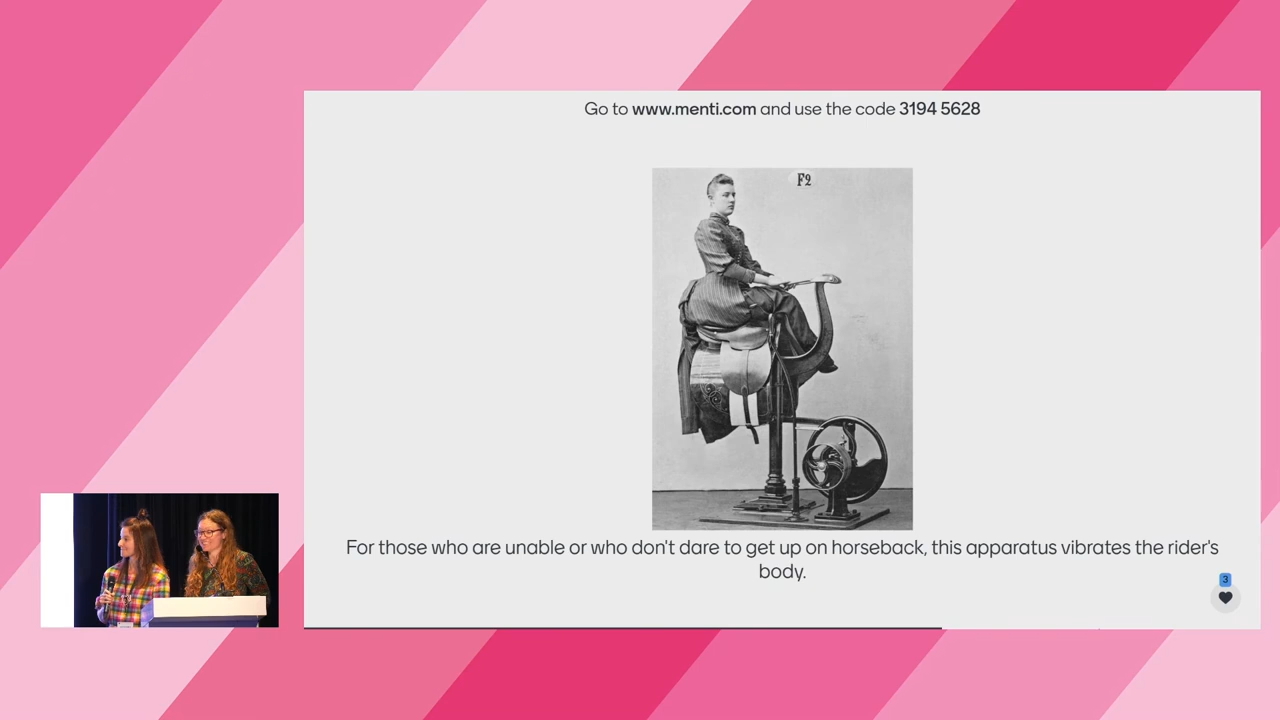 Go to www.menti.com and use the code 3194 5628
F2
For those who are unable or who don't dare to get up on horseback, this apparatus vibrates the rider's
body.
3